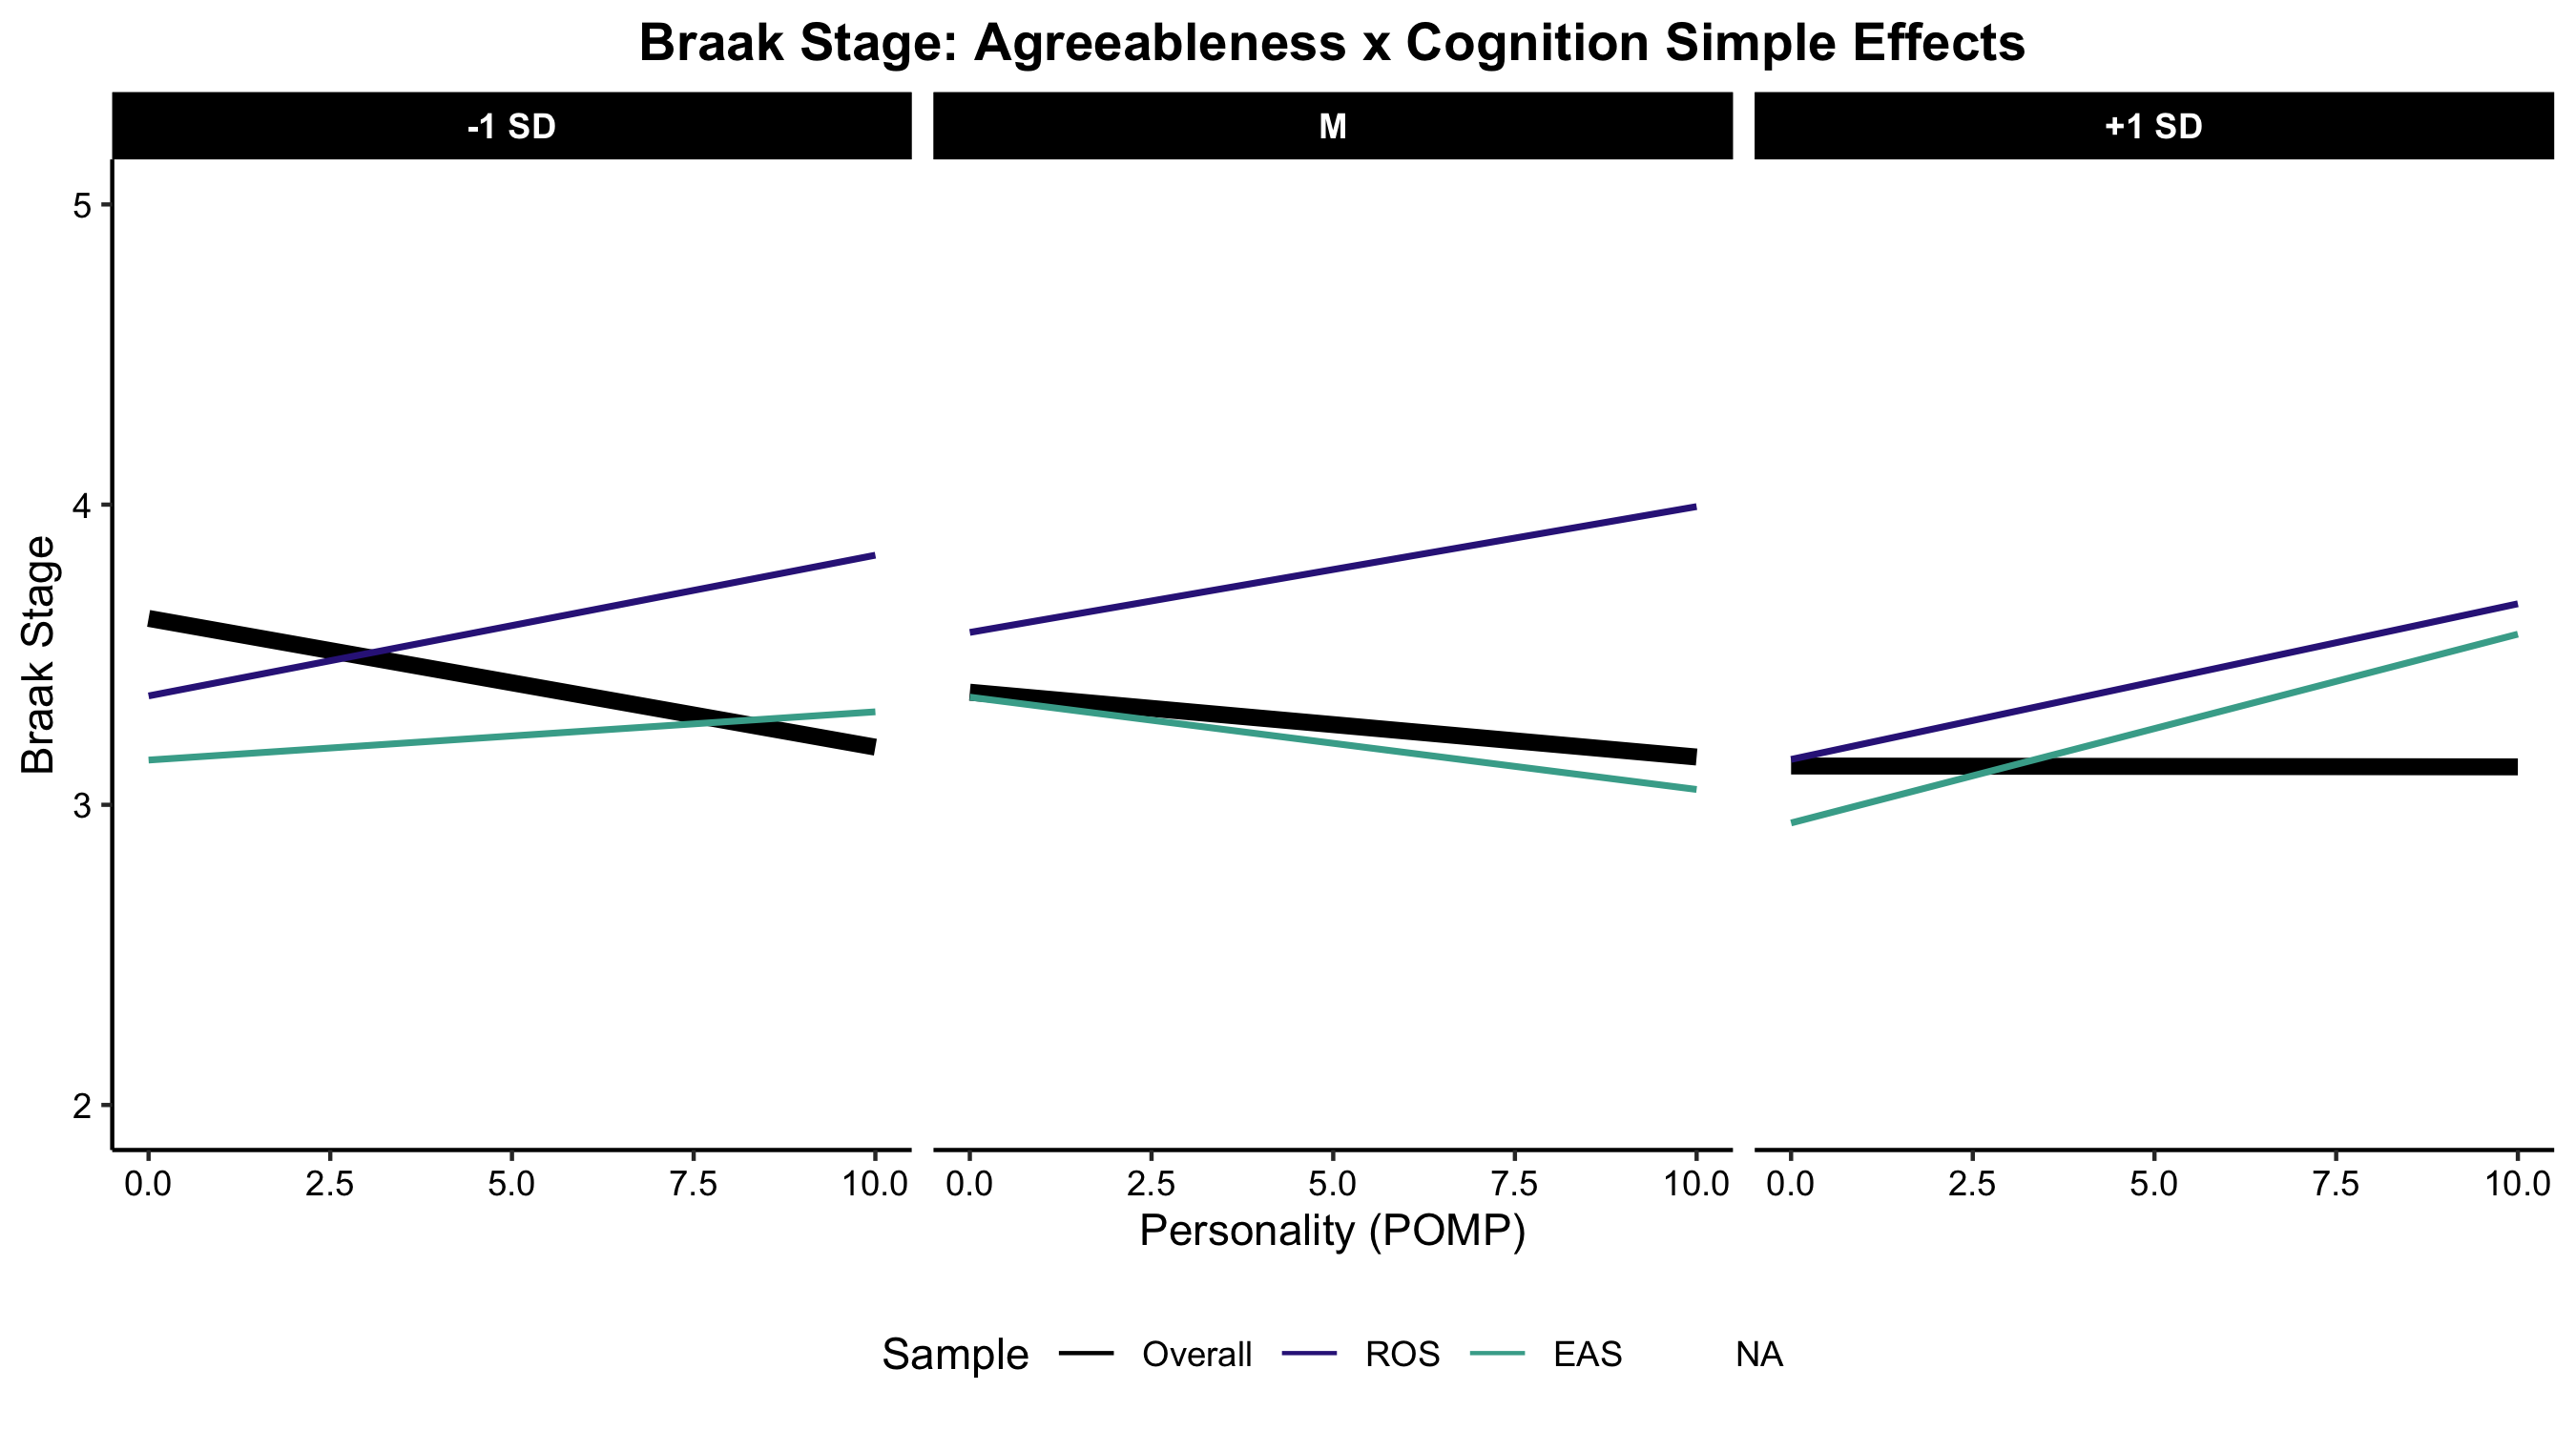 Braak Stage: Agreeableness x Cognition Simple Effects
-1 SD M +1 SD
Braak Stage
5
4
3
2
0.0 2.5 5.0 7.5 10.0 0.0 2.5 5.0 7.5 10.0 0.0 2.5 5.0 7.5 10.0
Personality (POMP)
Sample Overall ROS EAS NA